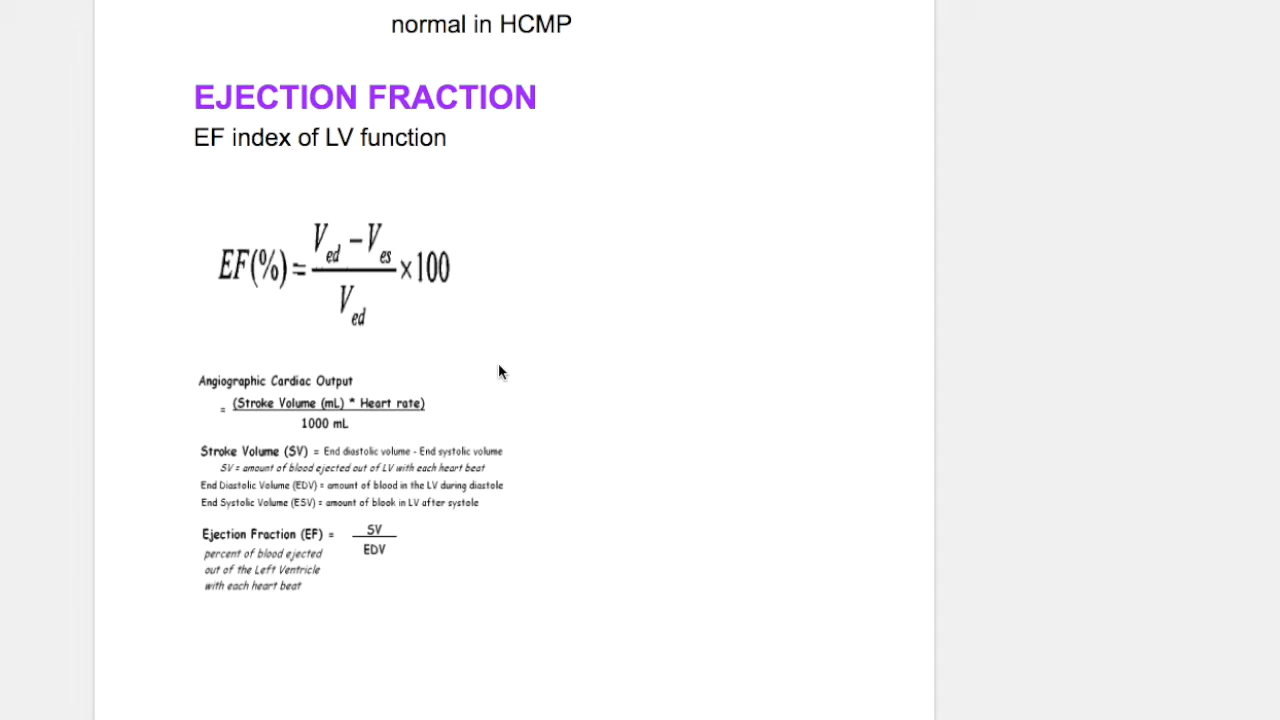 normal in HCMP
EJECTION FRACTION
EF index of LV function
EF(%) = (V_ed − V_es) / V_ed × 100
Angiographic Cardiac Output
= (Stroke Volume (mL) * Heart rate)
1000 mL
Stroke Volume (SV) = End diastolic volume - End systolic volume
SV = amount of blood ejected out of LV with each heart beat
End Diastolic Volume (EDV) = amount of blood in the LV during diastole
End Systolic Volume (ESV) = amount of blook in LV after systole
Ejection Fraction (EF) = SV
EDV
percent of blood ejected
out of the Left Ventricle
with each heart beat